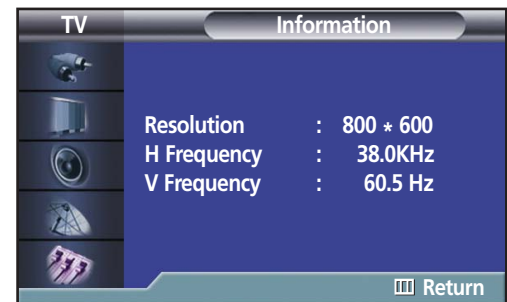 TV Information
Resolution : 800 * 600
H Frequency : 38.0KHz
V Frequency : 60.5 Hz
Return